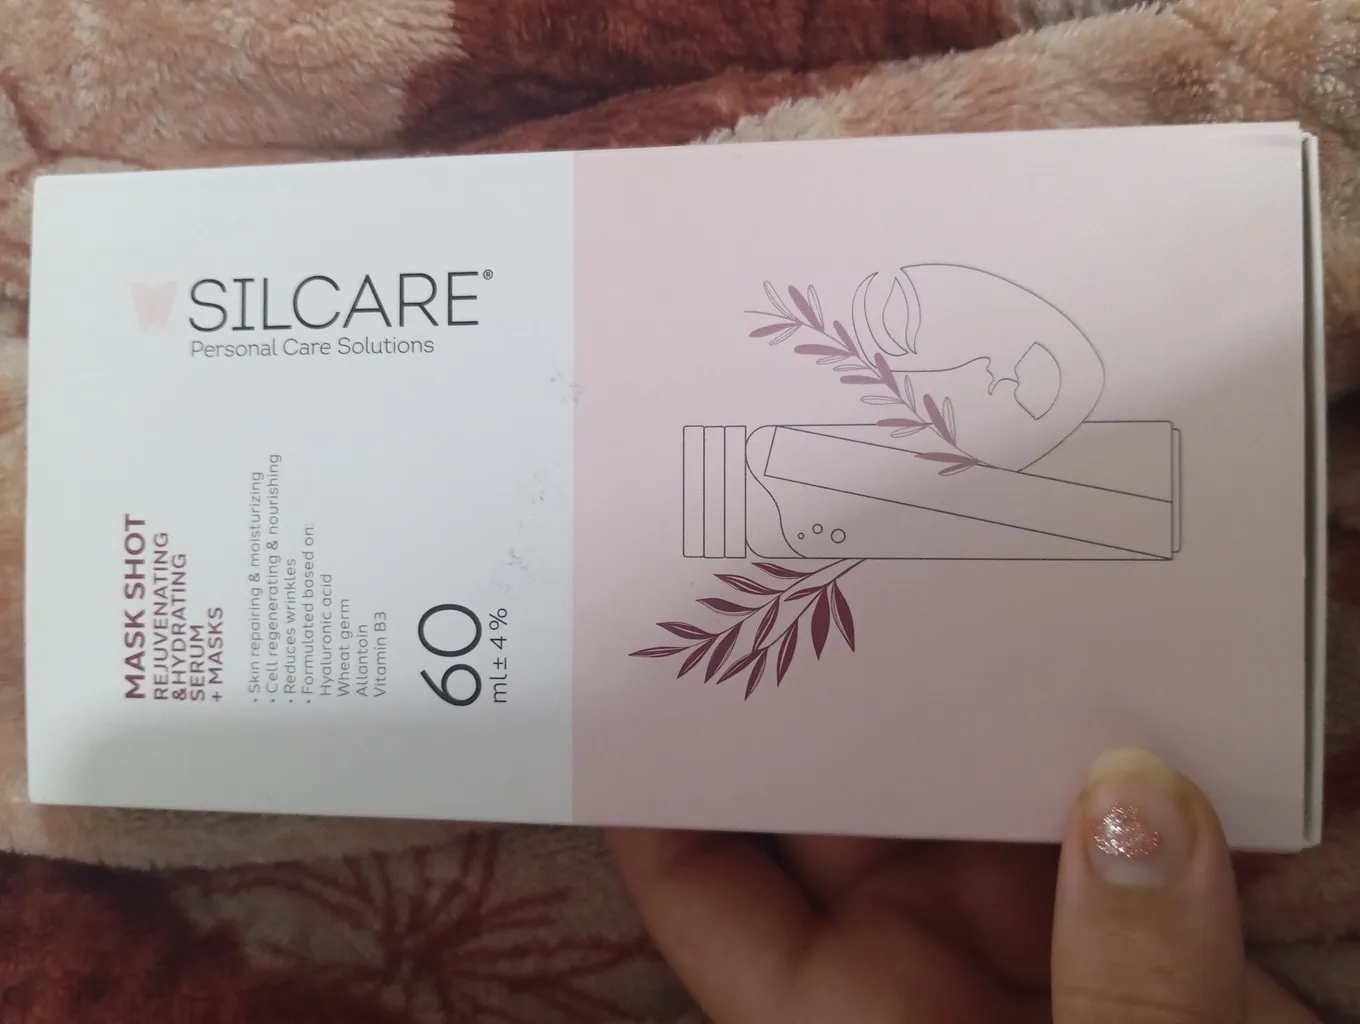 SILCARE®
Personal Care Solutions
MASK SHOT
REJUVENATING
&HYDRATING
SERUM
+ MASKS
• Skin repairing & moisturizing
• Cell regenerating & nourishing
• Reduces wrinkles
• Formulated based on:
Hyaluronic acid
Wheat germ
Allantoin
Vitamin B3
60
ml ± 4 %